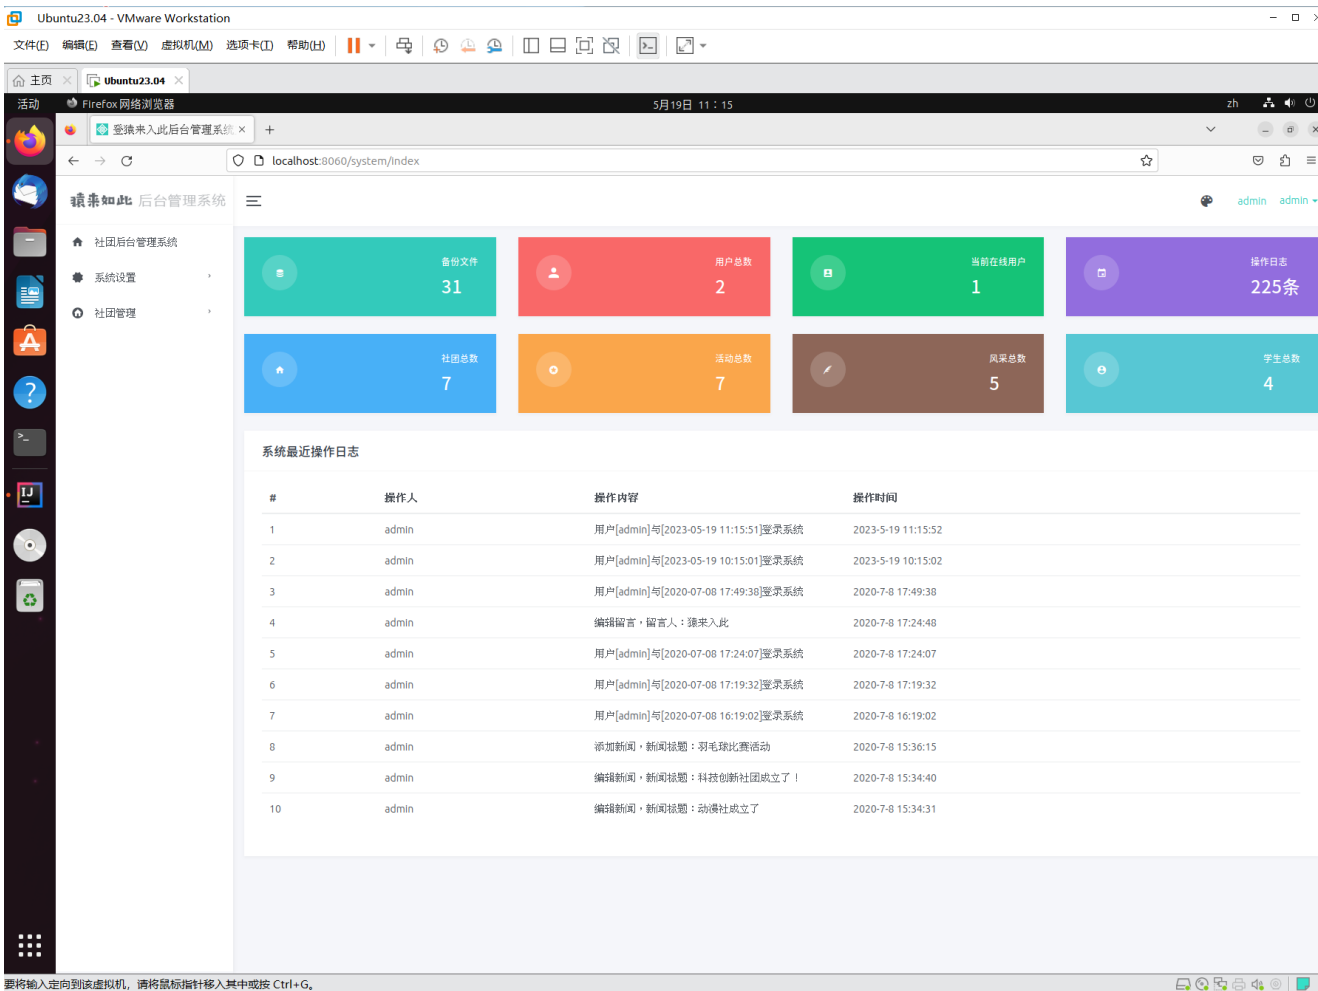 Ubuntu23.04 - VMware Workstation
文件(F) 编辑(E) 查看(V) 虚拟机(M) 选项卡(T) 帮助(H)
主页 Ubuntu23.04
活动 Firefox 网络浏览器 5月19日 11：15 zh
登猿来入此后台管理系统
localhost:8060/system/index
猿来如此 后台管理系统 admin admin
社团后台管理系统
系统设置
社团管理
备份文件 用户总数 当前在线用户 操作日志
31 2 1 225条
社团总数 活动总数 风采总数 学生总数
7 7 5 4
系统最近操作日志
# 操作人 操作内容 操作时间
1 admin 用户[admin]与[2023-05-19 11:15:51]登录系统 2023-5-19 11:15:52
2 admin 用户[admin]与[2023-05-19 10:15:01]登录系统 2023-5-19 10:15:02
3 admin 用户[admin]与[2020-07-08 17:49:38]登录系统 2020-7-8 17:49:38
4 admin 编辑留言，留言人：猿来入此 2020-7-8 17:24:48
5 admin 用户[admin]与[2020-07-08 17:24:07]登录系统 2020-7-8 17:24:07
6 admin 用户[admin]与[2020-07-08 17:19:32]登录系统 2020-7-8 17:19:32
7 admin 用户[admin]与[2020-07-08 16:19:02]登录系统 2020-7-8 16:19:02
8 admin 添加新闻，新闻标题：羽毛球比赛活动 2020-7-8 15:36:15
9 admin 编辑新闻，新闻标题：科技创新社团成立了！ 2020-7-8 15:34:40
10 admin 编辑新闻，新闻标题：动漫社成立了 2020-7-8 15:34:31
要将输入定向到该虚拟机，请将鼠标指针移入其中或按 Ctrl+G。